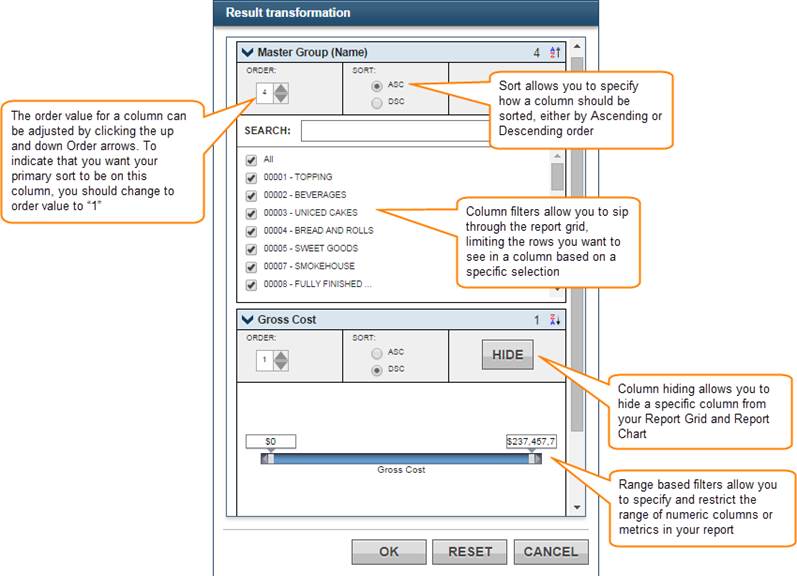 Result transformation
Master Group (Name)
4
ORDER:
4
SORT:
ASC
DSC
SEARCH:
All
00001 - TOPPING
00002 - BEVERAGES
00003 - UNICED CAKES
00004 - BREAD AND ROLLS
00005 - SWEET GOODS
00007 - SMOKEHOUSE
00008 - FULLY FINISHED ...
Gross Cost
1
ORDER:
1
SORT:
ASC
DSC
HIDE
$0
$237,457,7
Gross Cost
OK
RESET
CANCEL
The order value for a column can
be adjusted by clicking the up
and down Order arrows. To
indicate that you want your
primary sort to be on this
column, you should change to
order value to “1”
Sort allows you to specify
how a column should be
sorted, either by Ascending or
Descending order
Column filters allow you to sip
through the report grid,
limiting the rows you want to
see in a column based on a
specific selection
Column hiding allows you to
hide a specific column from
your Report Grid and Report
Chart
Range based filters allow you
to specify and restrict the
range of numeric columns or
metrics in your report